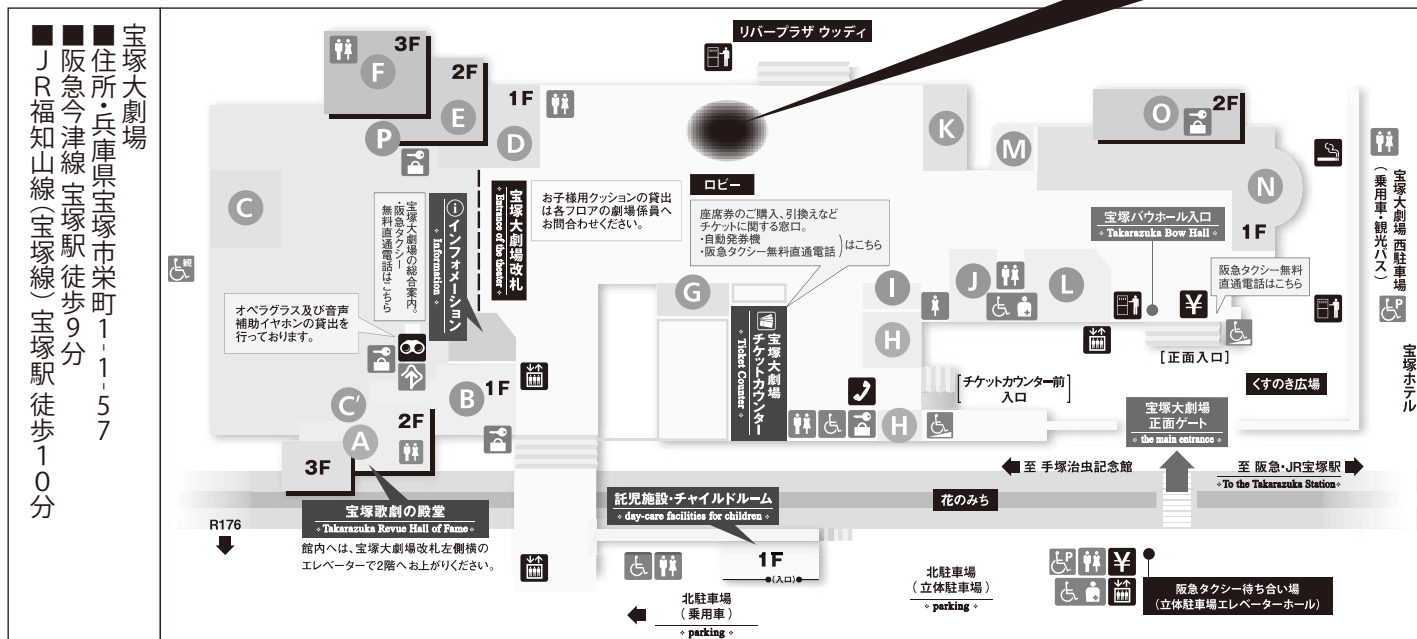 宝塚大劇場
■住所・兵庫県宝塚市栄町1-1-57
■阪急今津線 宝塚駅 徒歩9分
■JR福知山線(宝塚線)宝塚駅 徒歩10分
リバープラザ ウッディ
3F
F
2F
E
1F
D
P
C
K
M
O
2F
N
1F
宝塚大劇場 西駐車場
(乗用車・観光バス)
P
宝塚ホテル
観
宝塚大劇場の総合案内。
・阪急タクシー
無料直通電話はこちら
i インフォメーション
Information
宝塚大劇場改札
Entrance of the theater
お子様用クッションの貸出
は各フロアの劇場係員へ
お問合わせください。
ロビー
座席券のご購入、引換えなど
チケットに関する窓口。
・自動発券機
・阪急タクシー無料直通電話
)はこちら
宝塚バウホール入口
Takarazuka Bow Hall
阪急タクシー無料
直通電話はこちら
オペラグラス及び音声
補助イヤホンの貸出を
行っております。
G
I
J
L
H
¥
[正面入口]
宝塚大劇場
チケットカウンター
Ticket Counter
[チケットカウンター前
入口]
くすのき広場
B
1F
C'
2F
A
3F
H
宝塚大劇場
正面ゲート
the main entrance
至 手塚治虫記念館
至 阪急・JR宝塚駅
To the Takarazuka Station
花のみち
R176
宝塚歌劇の殿堂
Takarazuka Revue Hall of Fame
館内へは、宝塚大劇場改札左側横の
エレベーターで2階へお上がりください。
託児施設・チャイルドルーム
day-care facilities for children
1F
(入口)
北駐車場
(乗用車)
parking
北駐車場
(立体駐車場)
parking
P
¥
阪急タクシー待ち合い場
(立体駐車場エレベーターホール)